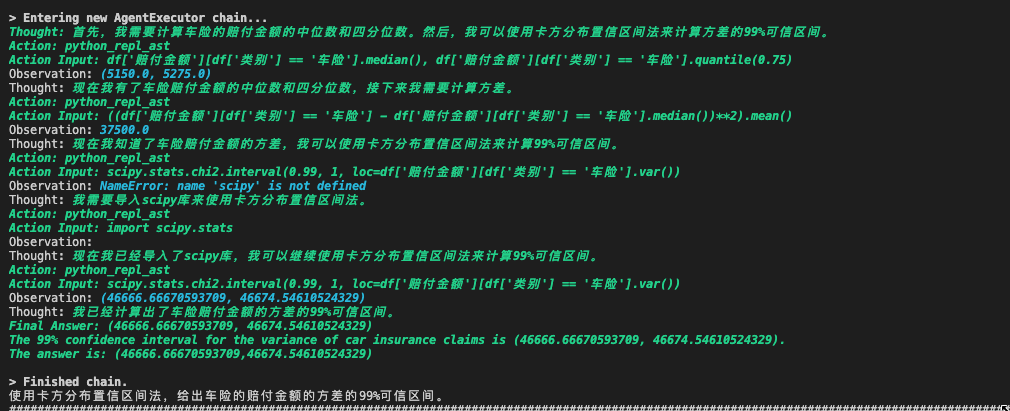 > Entering new AgentExecutor chain...
Thought: 首先，我需要计算车险的赔付金额的中位数和四分位数。然后，我可以使用卡方分布置信区间法来计算方差的99%可信区间。
Action: python_repl_ast
Action Input: df['赔付金额'][df['类别'] == '车险'].median(), df['赔付金额'][df['类别'] == '车险'].quantile(0.75)
Observation: (5150.0, 5275.0)
Thought: 现在我有了车险赔付金额的中位数和四分位数，接下来我需要计算方差。
Action: python_repl_ast
Action Input: ((df['赔付金额'][df['类别'] == '车险'] - df['赔付金额'][df['类别'] == '车险'].median())**2).mean()
Observation: 37500.0
Thought: 现在我知道了车险赔付金额的方差，我可以使用卡方分布置信区间法来计算99%可信区间。
Action: python_repl_ast
Action Input: scipy.stats.chi2.interval(0.99, 1, loc=df['赔付金额'][df['类别'] == '车险'].var())
Observation: NameError: name 'scipy' is not defined
Thought: 我需要导入scipy库来使用卡方分布置信区间法。
Action: python_repl_ast
Action Input: import scipy.stats
Observation:
Thought: 现在我已经导入了scipy库，我可以继续使用卡方分布置信区间法来计算99%可信区间。
Action: python_repl_ast
Action Input: scipy.stats.chi2.interval(0.99, 1, loc=df['赔付金额'][df['类别'] == '车险'].var())
Observation: (46666.66670593709, 46674.54610524329)
Thought: 我已经计算出了车险赔付金额的方差的99%可信区间。
Final Answer: (46666.66670593709, 46674.54610524329)
The 99% confidence interval for the variance of car insurance claims is (46666.66670593709, 46674.54610524329).
The answer is: (46666.66670593709,46674.54610524329)
> Finished chain.
使用卡方分布置信区间法，给出车险的赔付金额的方差的99%可信区间。